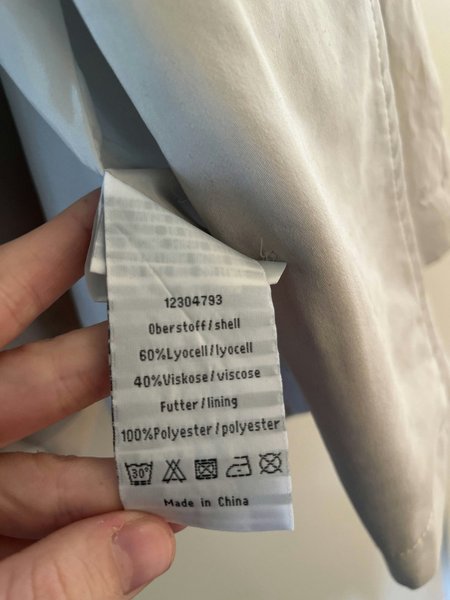 12304793
Oberstoff/shell
60%Lyocell/lyocell
40%Viskose/viscose
Futter/lining
100%Polyester/polyester
30°
Made in China